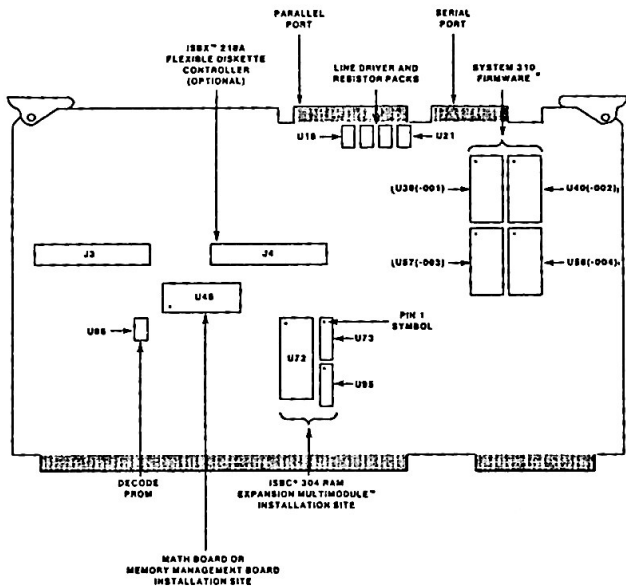 PARALLEL
PORT
SERIAL
PORT
ISBX™ 218A
FLEXIBLE DISKETTE
CONTROLLER
(OPTIONAL)
LINE DRIVER AND
RESISTOR PACKS
SYSTEM 310
FIRMWARE*
U18
U21
U39(-001)
U40(-002)
U57(-003)
U58(-004)
J3
J4
U48
U86
PIN 1
SYMBOL
U72
U73
U95
DECODE
PROM
ISBC® 304 RAM
EXPANSION MULTIMODULE™
INSTALLATION SITE
MATH BOARD OR
MEMORY MANAGEMENT BOARD
INSTALLATION SITE